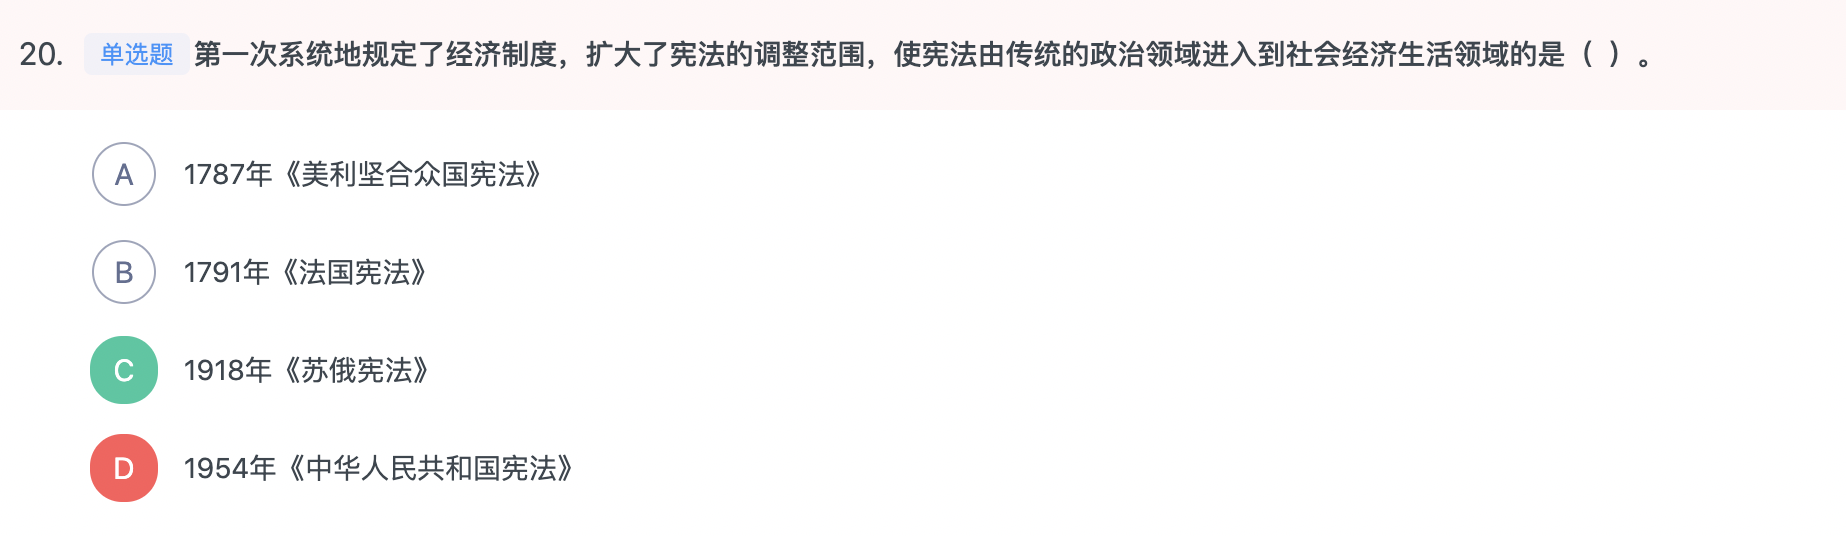 20. 单选题 第一次系统地规定了经济制度，扩大了宪法的调整范围，使宪法由传统的政治领域进入到社会经济生活领域的是（ ）。
A 1787年《美利坚合众国宪法》
B 1791年《法国宪法》
C 1918年《苏俄宪法》
D 1954年《中华人民共和国宪法》